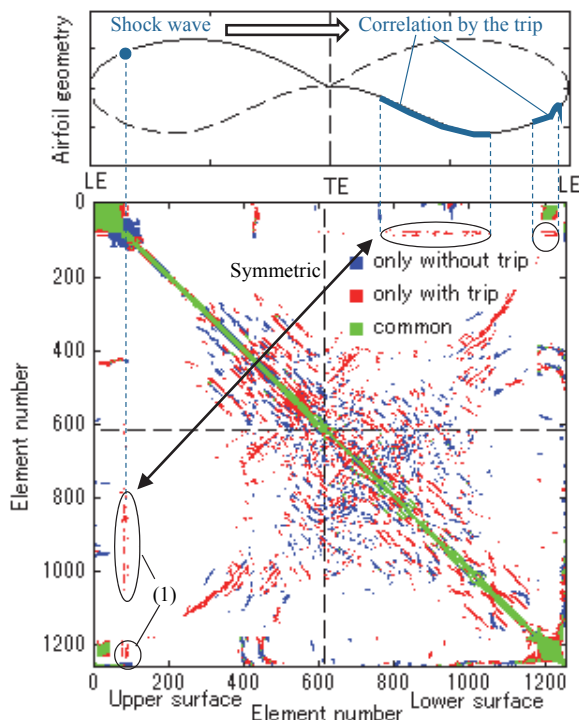 Shock wave
Correlation by the trip
Airfoil geometry
LE
TE
LE
0
200
400
600
800
1000
1200
Element number
Symmetric
only without trip
only with trip
common
(1)
0
200
400
600
800
1000
1200
Upper surface
Lower surface
Element number